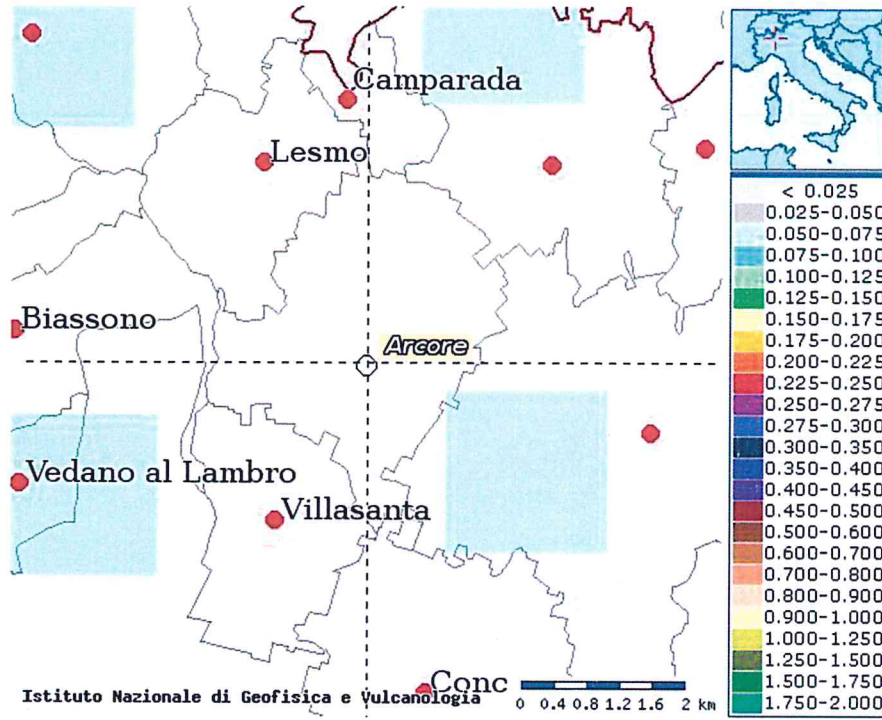 Camparada
Lesmo
Biassono
Arcore
Vedano al Lambro
Villasanta
Conc
Istituto Nazionale di Geofisica e Vulcanologia
0 0.4 0.8 1.2 1.6 2 km
< 0.025
0.025-0.050
0.050-0.075
0.075-0.100
0.100-0.125
0.125-0.150
0.150-0.175
0.175-0.200
0.200-0.225
0.225-0.250
0.250-0.275
0.275-0.300
0.300-0.350
0.350-0.400
0.400-0.450
0.450-0.500
0.500-0.600
0.600-0.700
0.700-0.800
0.800-0.900
0.900-1.000
1.000-1.250
1.250-1.500
1.500-1.750
1.750-2.000